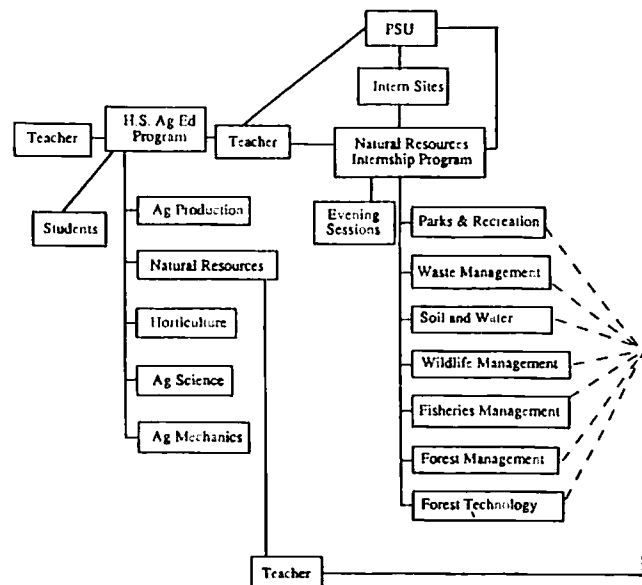 PSU
Intern Sites
H.S. Ag Ed
Program
Teacher
Teacher
Natural Resources
Internship Program
Students
Ag Production
Evening
Sessions
Parks & Recreation
Natural Resources
Waste Management
Horticulture
Soil and Water
Ag Science
Wildlife Management
Fisheries Management
Ag Mechanics
Forest Management
Forest Technology
Teacher